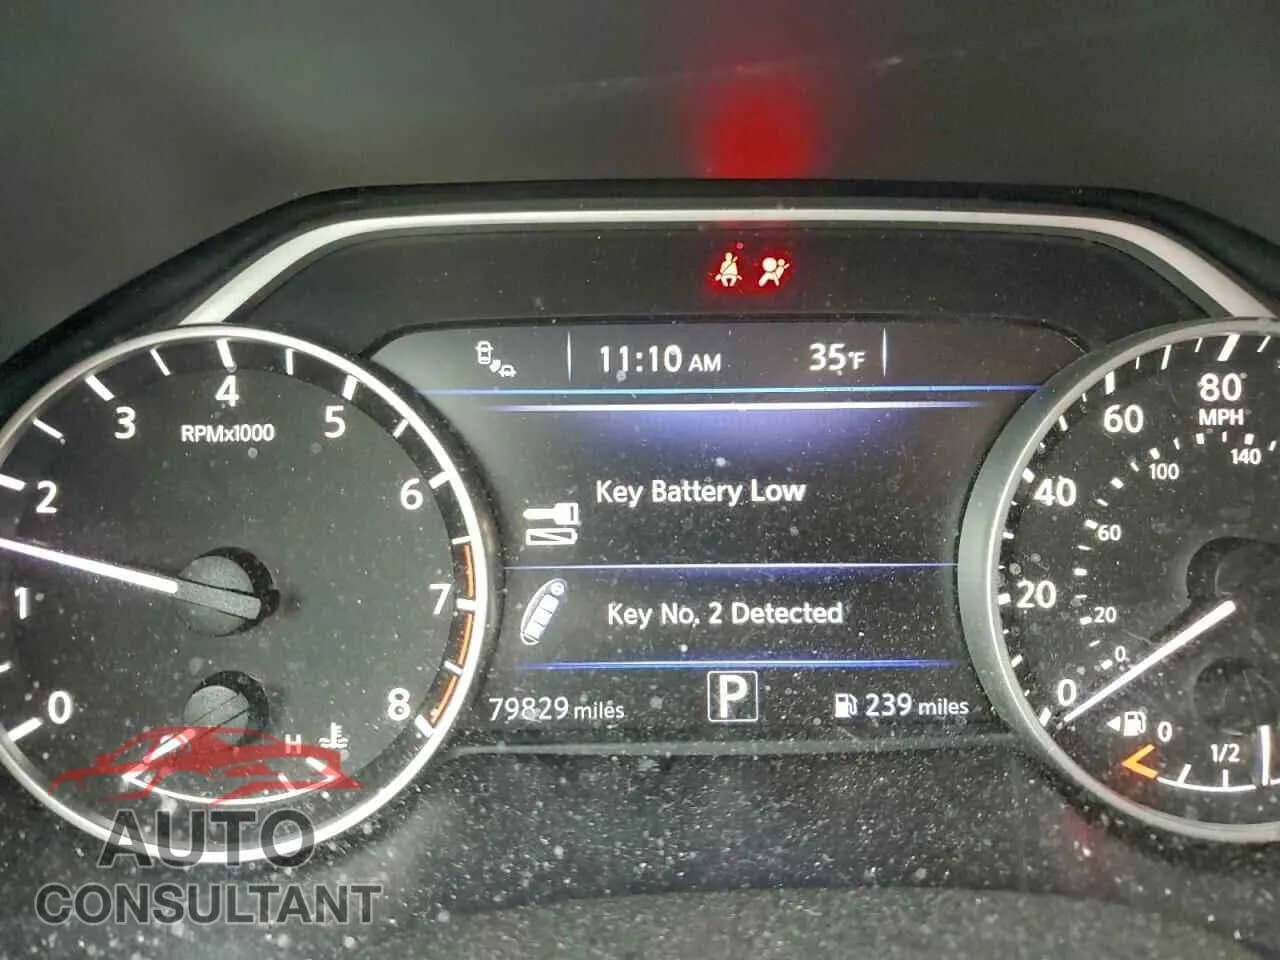 11:10 AM
35°F
Key Battery Low
Key No. 2 Detected
79829 miles
P
239 miles
0
1
2
3
4
5
6
7
8
RPMx1000
H
0
20
40
60
80
MPH
0
20
60
100
140
0
1/2
AUTO
CONSULTANT